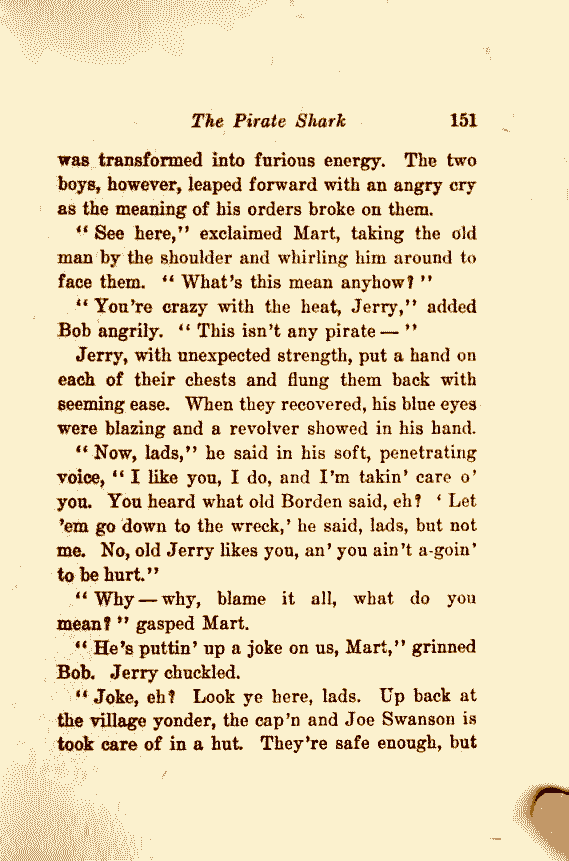 The Pirate Shark 151
was transformed into furious energy. The two
boys, however, leaped forward with an angry cry
as the meaning of his orders broke on them.
" See here," exclaimed Mart, taking the old
man by the shoulder and whirling him around to
face them. " What's this mean anyhow? "
" You're crazy with the heat, Jerry," added
Bob angrily. " This isn't any pirate — "
Jerry, with unexpected strength, put a hand on
each of their chests and flung them back with
seeming ease. When they recovered, his blue eyes
were blazing and a revolver showed in his hand.
" Now, lads," he said in his soft, penetrating
voice, " I like you, I do, and I'm takin' care o'
you. You heard what old Borden said, eh? ' Let
'em go down to the wreck,' he said, lads, but not
me. No, old Jerry likes you, an' you ain't a-goin'
to be hurt."
" Why — why, blame it all, what do you
mean? " gasped Mart.
" He's puttin' up a joke on us, Mart," grinned
Bob. Jerry chuckled.
" Joke, eh? Look ye here, lads. Up back at
the village yonder, the cap'n and Joe Swanson is
took care of in a hut. They're safe enough, but